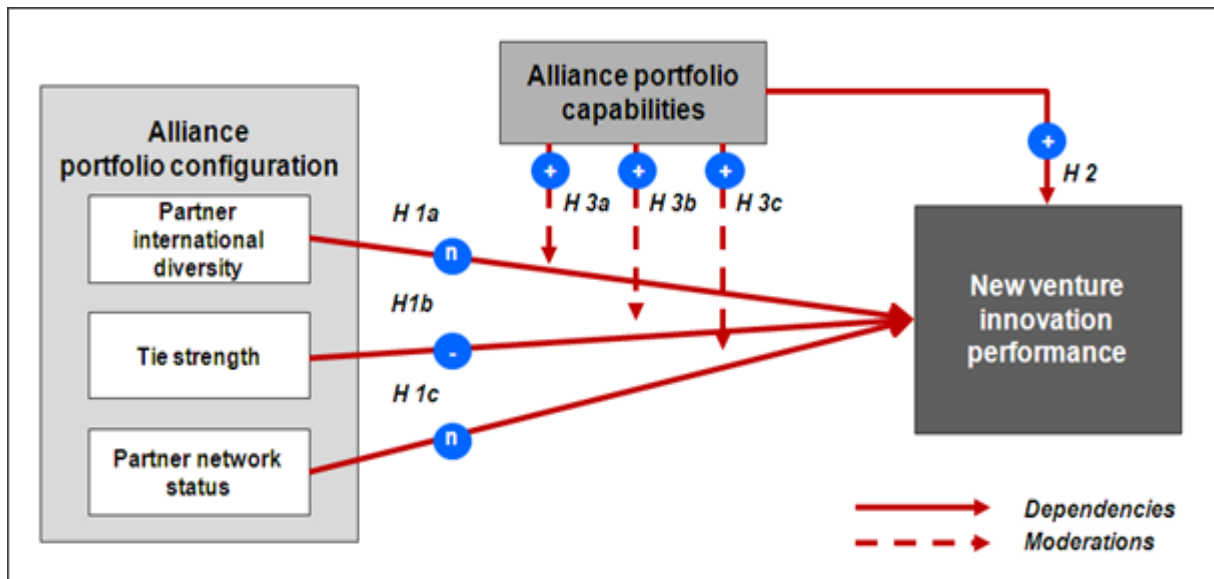 Alliance portfolio
capabilities
+
Alliance
portfolio configuration
+
+
+
H 2
H 3a
H 3b
H 3c
Partner
international
diversity
H 1a
n
New venture
innovation
performance
H1b
Tie strength
-
H 1c
n
Partner network
status
Dependencies
Moderations